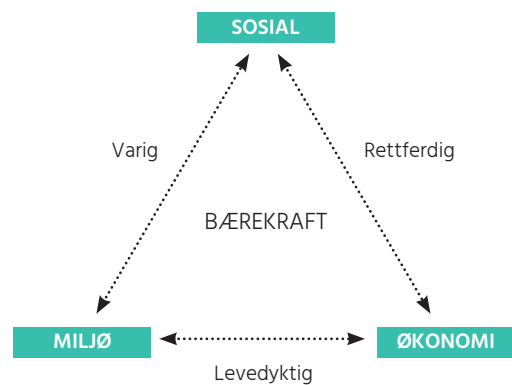 SOSIAL
Varig
Rettferdig
BÆREKRAFT
MILJØ
ØKONOMI
Levedyktig